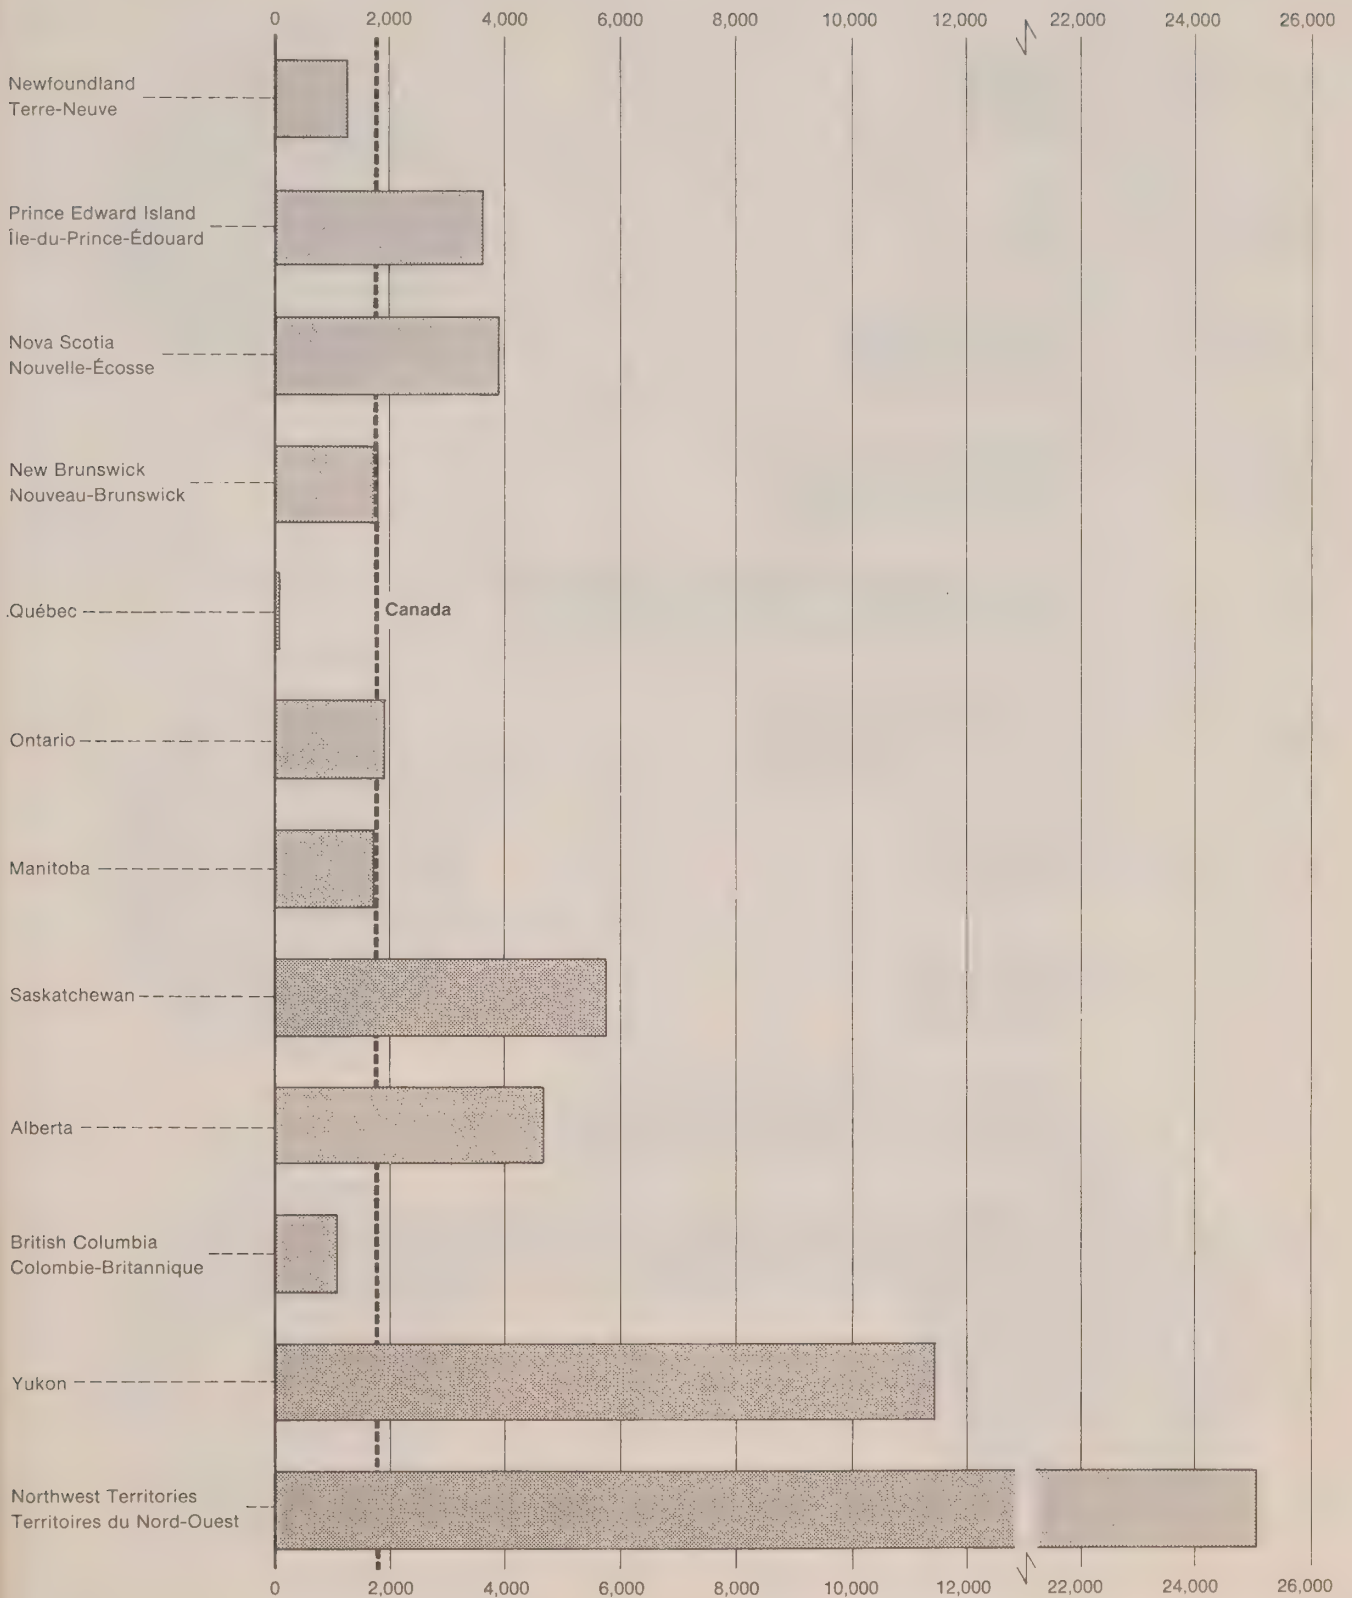 0 2,000 4,000 6,000 8,000 10,000 12,000 22,000 24,000 26,000
Newfoundland
Terre-Neuve
Prince Edward Island
Île-du-Prince-Édouard
Nova Scotia
Nouvelle-Écosse
New Brunswick
Nouveau-Brunswick
Québec
Canada
Ontario
Manitoba
Saskatchewan
Alberta
British Columbia
Colombie-Britannique
Yukon
Northwest Territories
Territoires du Nord-Ouest
0 2,000 4,000 6,000 8,000 10,000 12,000 22,000 24,000 26,000